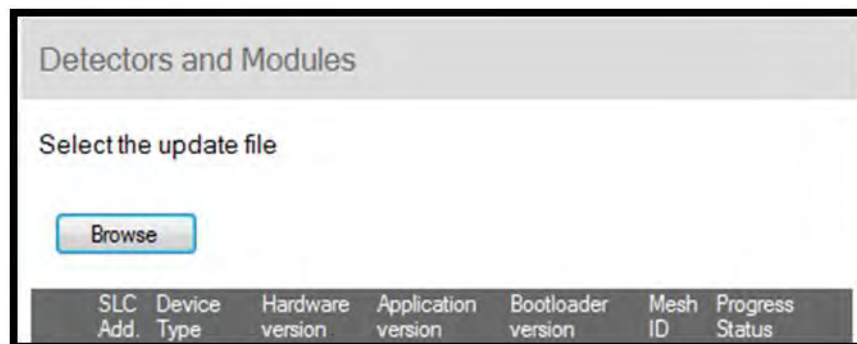 Detectors and Modules
Select the update file
Browse
SLC Device Hardware Application Bootloader Mesh Progress
Add. Type version version version ID Status